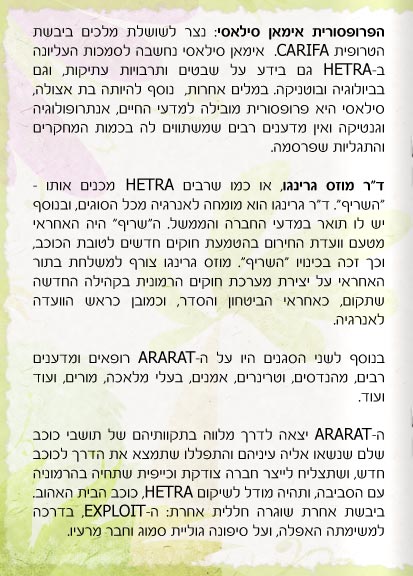 הפרופסורית אימאן סילאסי: נצר לשושלת מלכים ביבשת
הטרופית CARIFA. אימאן סילאסי נחשבה לסמכות העליונה
ב-HETRA גם בידע על שבטים ותרבויות עתיקות, וגם
בביולוגיה ובוטניקה. במלים אחרות, נוסף להיותה בת אצולה,
סילאסי היא פרופסורית מובילה למדעי החיים, אנתרופולוגיה
וגנטיקה ואין מדענים רבים שמשתווים לה בכמות המחקרים
והתגליות שפרסמה.
ד"ר מוזס גרינגו, או כמו שרבים HETRA מכנים אותו -
"השריף". ד"ר גרינגו הוא מומחה לאנרגיה מכל הסוגים, ובנוסף
יש לו תואר במדעי החברה והממשל. ה"שריף" היה האחראי
מטעם וועדת החירום בהטמעת חוקים חדשים לטובת הכוכב,
וכך זכה בכינויו "השריף". מוזס גרינגו צורף למשלחת בתור
האחראי על יצירת מערכת חוקים הרמונית בקהילה החדשה
שתקום, כאחראי הביטחון והסדר, וכמובן כראש הוועדה
לאנרגיה.
בנוסף לשני הסגנים היו על ה-ARARAT רופאים ומדענים
רבים, מהנדסים, וטרינרים, אמנים, בעלי מלאכה, מורים, ועוד
ועוד.
ה-ARARAT יצאה לדרך מלווה בתקוותיהם של תושבי כוכב
שלם שנשאו אליה עיניהם והתפללו שתמצא את הדרך לכוכב
חדש, ושתצליח לייצר חברה צודקת וכייפית שתחיה בהרמוניה
עם הסביבה, ותהיה מודל לשיקום HETRA, כוכב הבית האהוב.
ביבשת אחרת שוגרה חללית אחרת: ה-EXPLOIT, בדרכה
למשימתה האפלה, ועל סיפונה גוליית סמוג וחבר מרעיו.